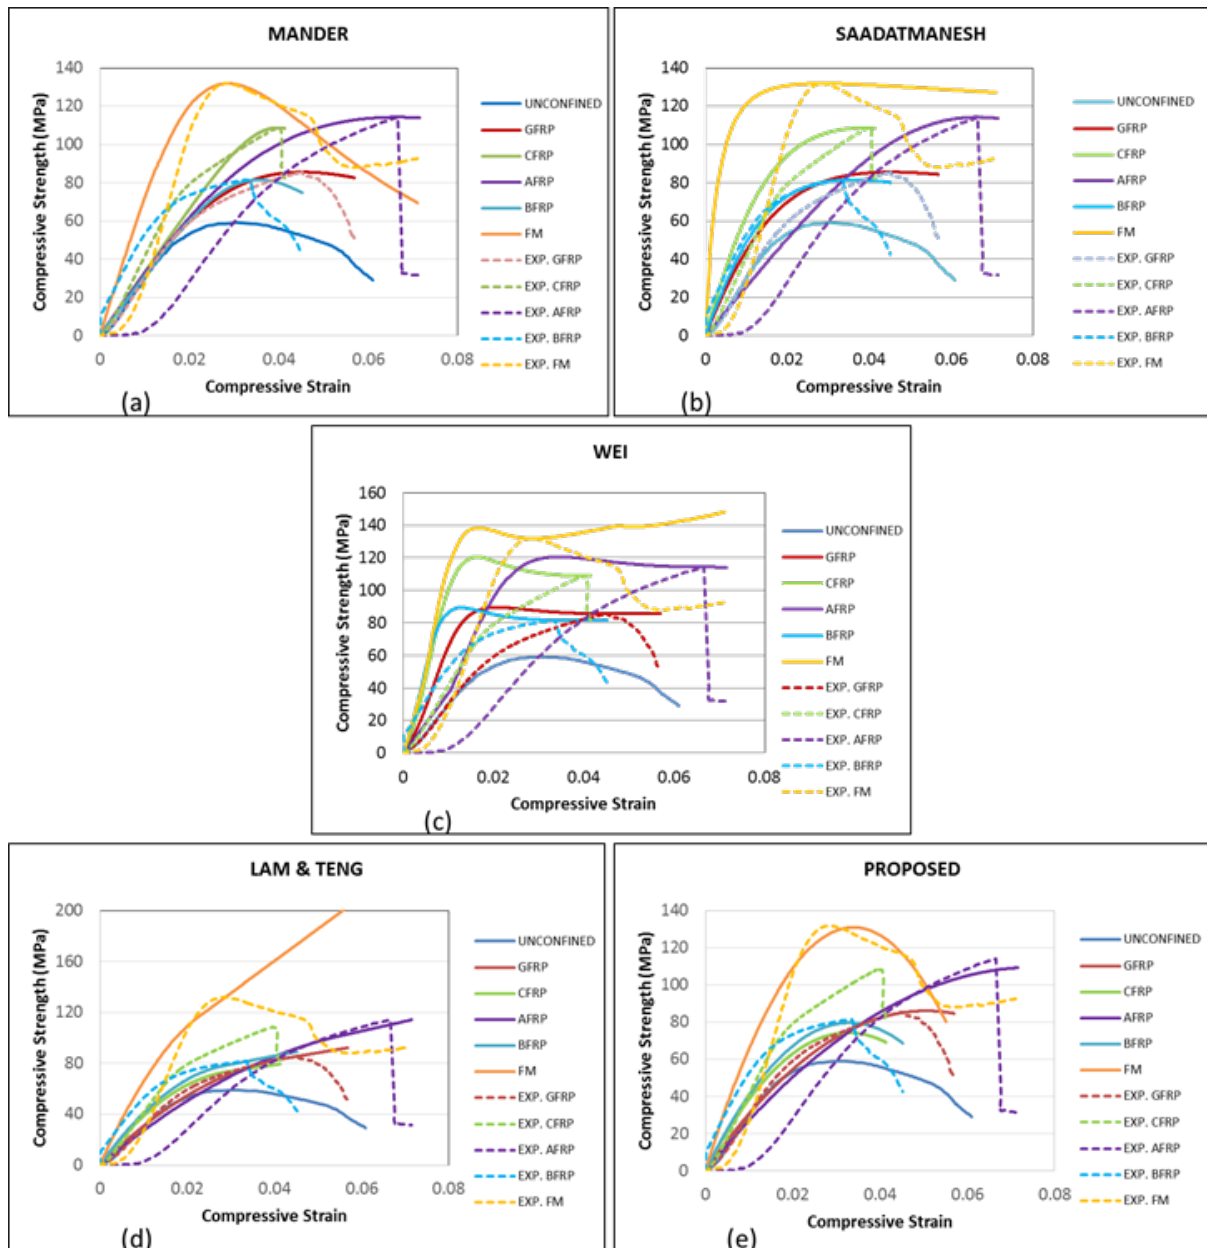 MANDER
Compressive Strength (MPa)
140
120
100
80
60
40
20
0
0
0.02
0.04
0.06
0.08
Compressive Strain
(a)
UNCONFINED
GFRP
CFRP
AFRP
BFRP
FM
EXP. GFRP
EXP. CFRP
EXP. AFRP
EXP. BFRP
EXP. FM
SAADATMANESH
Compressive Strength (MPa)
140
120
100
80
60
40
20
0
0
0.02
0.04
0.06
0.08
Compressive Strain
(b)
UNCONFINED
GFRP
CFRP
AFRP
BFRP
FM
EXP. GFRP
EXP. CFRP
EXP. AFRP
EXP. BFRP
EXP. FM
WEI
Compressive Strength (MPa)
160
140
120
100
80
60
40
20
0
0
0.02
0.04
0.06
0.08
Compressive Strain
(c)
UNCONFINED
GFRP
CFRP
AFRP
BFRP
FM
EXP. GFRP
EXP. CFRP
EXP. AFRP
EXP. BFRP
EXP. FM
LAM & TENG
Compressive Strength (MPa)
200
160
120
80
40
0
0
0.02
0.04
0.06
0.08
Compressive Strain
(d)
UNCONFINED
GFRP
CFRP
AFRP
BFRP
FM
EXP. GFRP
EXP. CFRP
EXP. AFRP
EXP. BFRP
EXP. FM
PROPOSED
Compressive Strength (MPa)
140
120
100
80
60
40
20
0
0
0.02
0.04
0.06
0.08
Compressive Strain
(e)
UNCONFINED
GFRP
CFRP
AFRP
BFRP
FM
EXP. GFRP
EXP. CFRP
EXP. AFRP
EXP. BFRP
EXP. FM